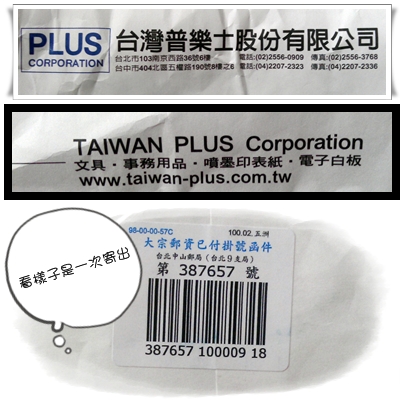 PLUS
CORPORATION
台灣普樂士股份有限公司
台北市103南京西路36號6樓 電話:(02)2556-0909 傳真:(02)2556-3768
台中市404北區五權路190號8樓之6 電話:(04)2207-2323 傳真:(04)2207-2336
TAIWAN PLUS Corporation
文具・事務用品・噴墨印表紙・電子白板
www.taiwan-plus.com.tw
看樣子是一次寄出
98-00-00-57C 100.02.五洲
大宗郵資已付掛號函件
台北中山郵局(台北9支局)
第 387657 號
387657 100009 18